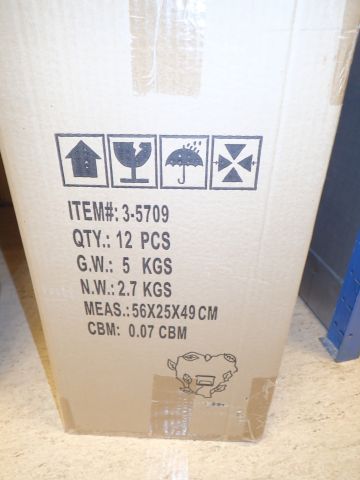 ITEM#: 3-5709
QTY.: 12 PCS
G.W.: 5 KGS
N.W.: 2.7 KGS
MEAS.: 56X25X49 CM
CBM: 0.07 CBM